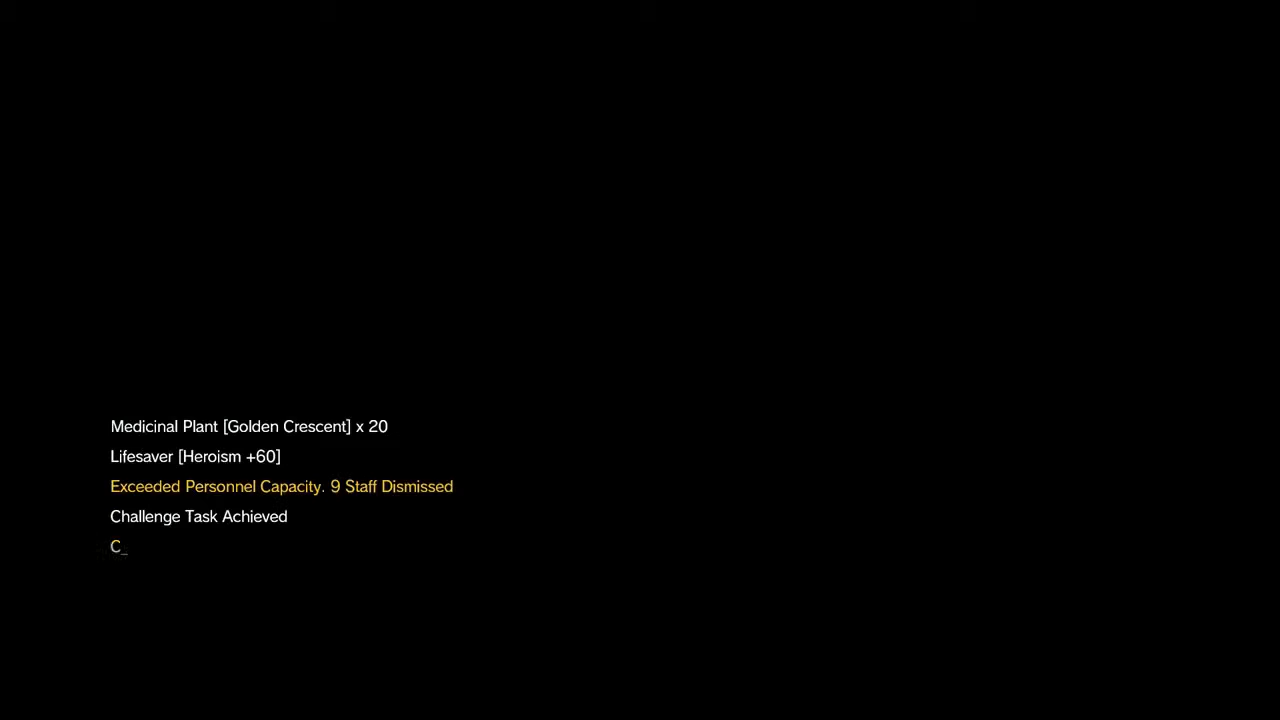 Medicinal Plant [Golden Crescent] x 20
Lifesaver [Heroism +60]
Exceeded Personnel Capacity. 9 Staff Dismissed
Challenge Task Achieved
C_